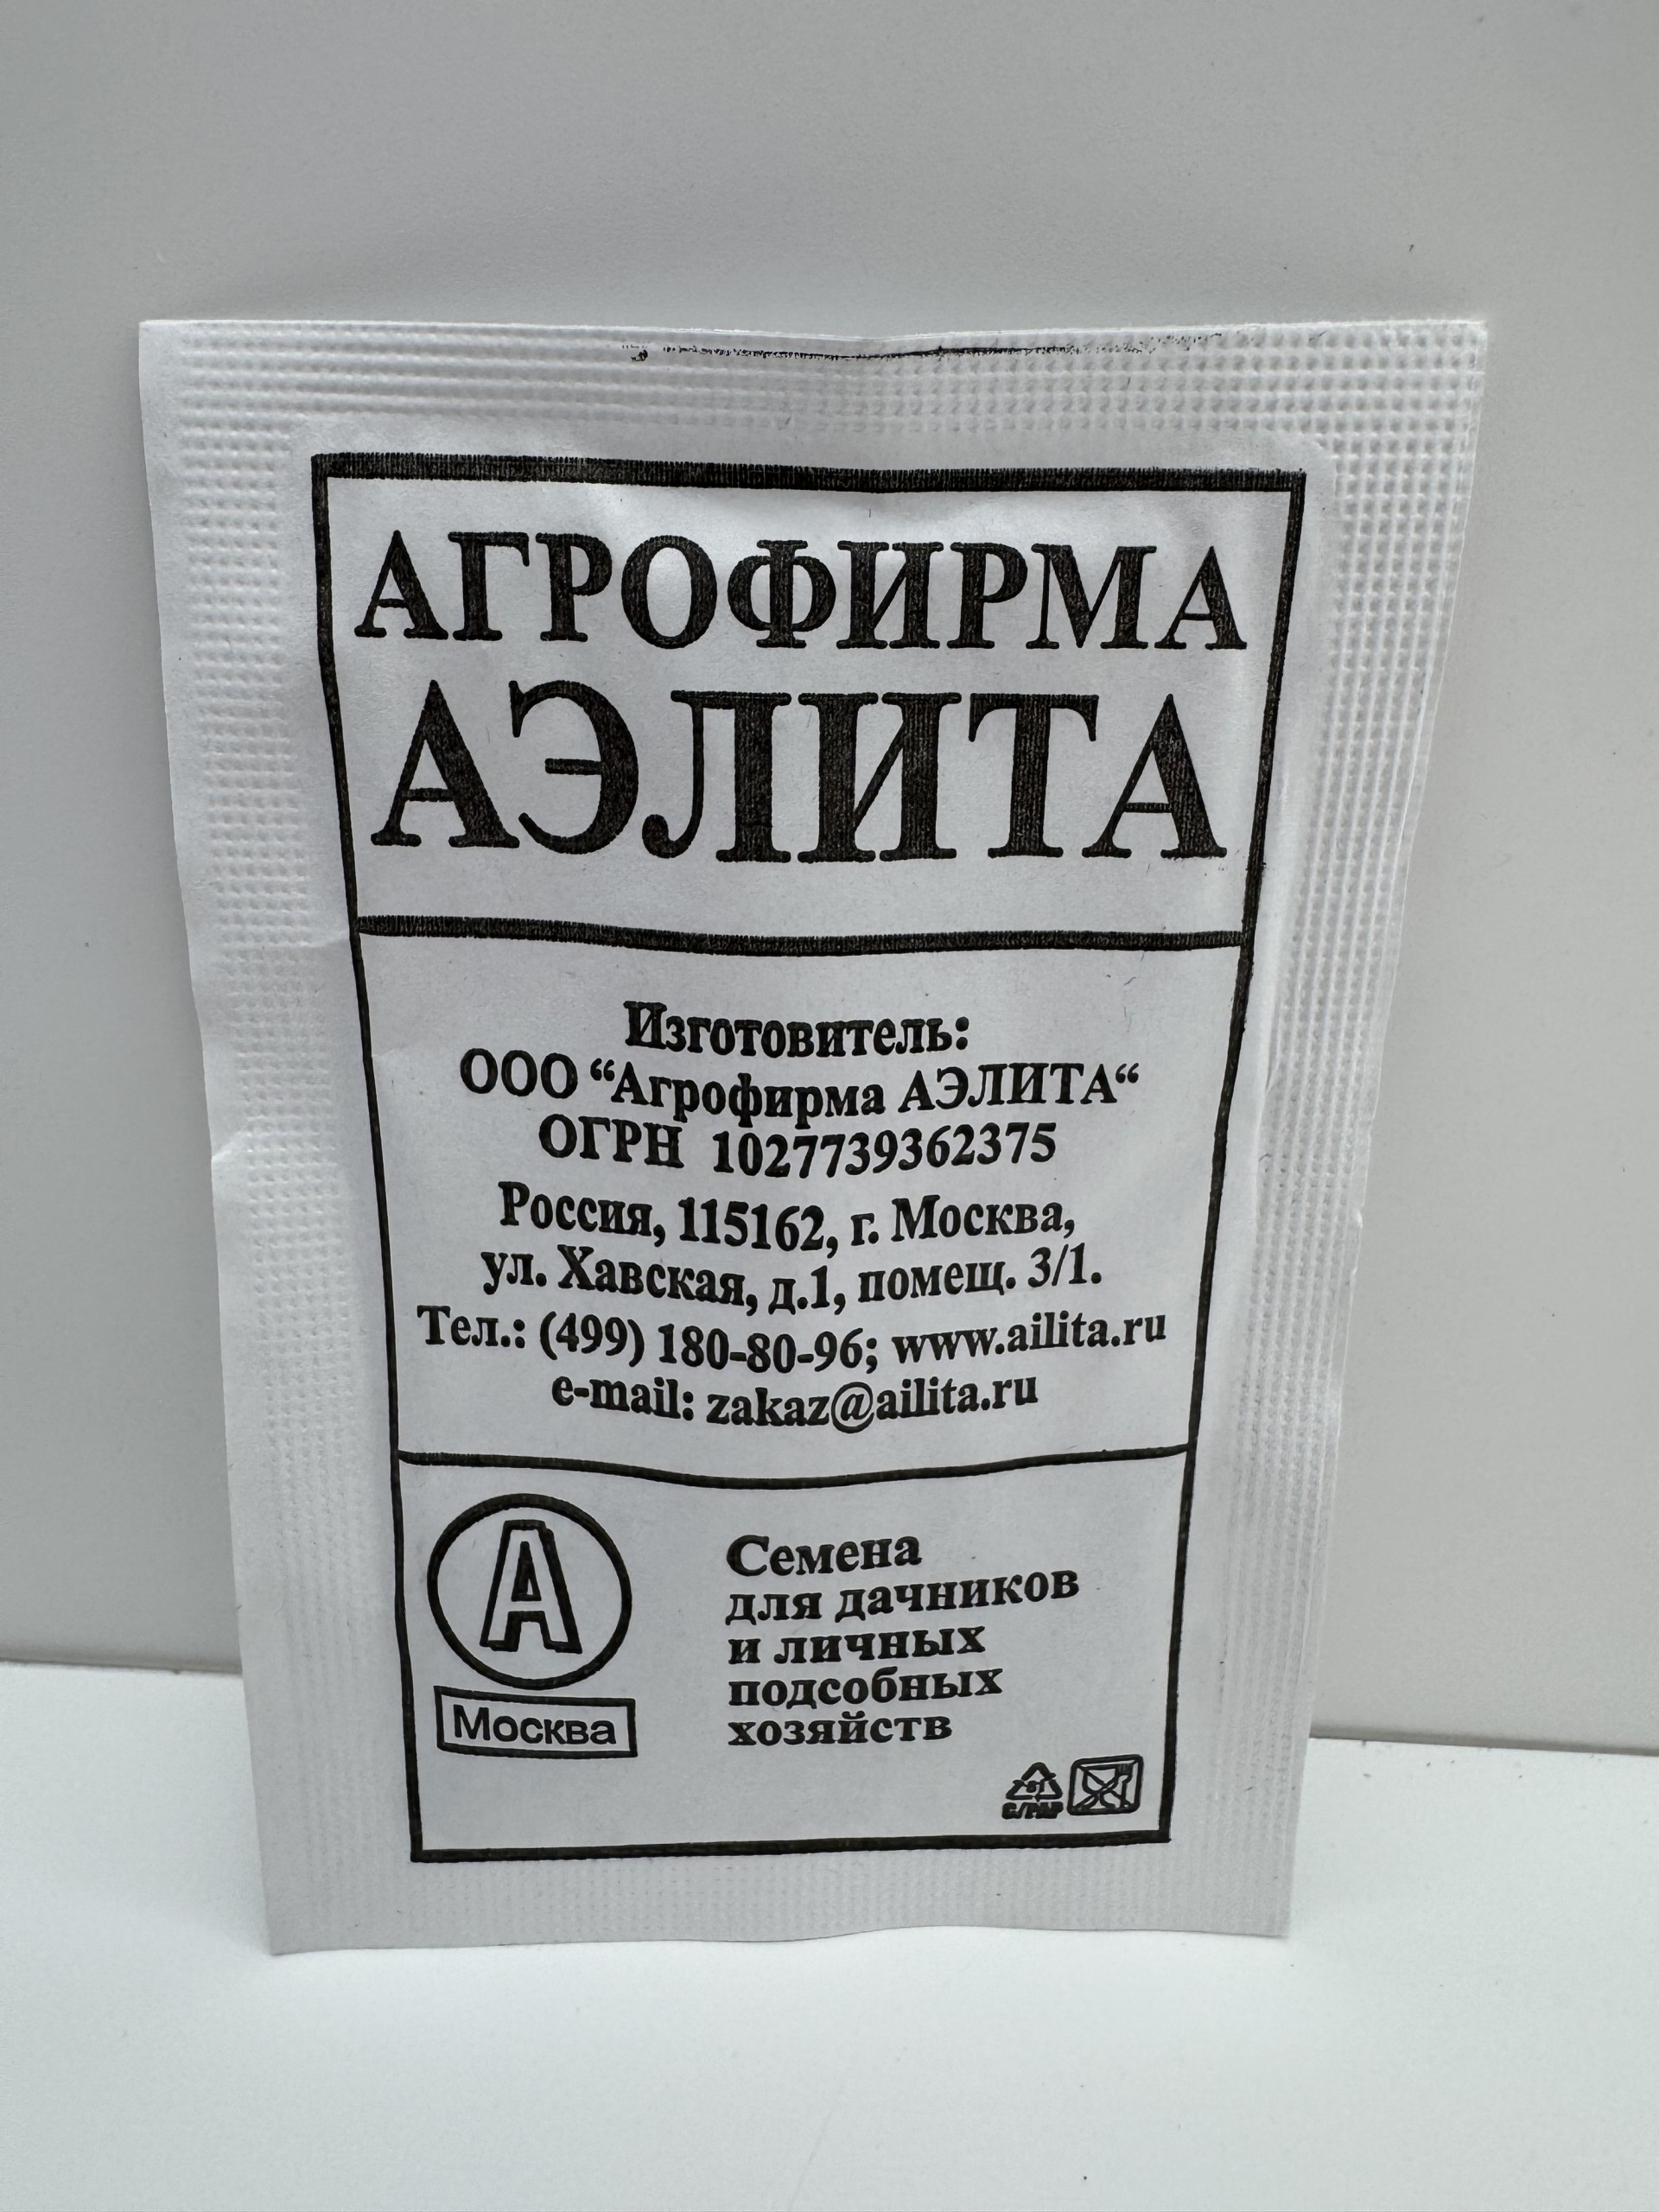 АГРОФИРМА
АЭЛИТА
Изготовитель:
ООО “Агрофирма АЭЛИТА“
ОГРН 1027739362375
Россия, 115162, г. Москва,
ул. Хавская, д.1, помещ. 3/1.
Тел.: (499) 180-80-96; www.ailita.ru
e-mail: zakaz@ailita.ru
А
Москва
Семена
для дачников
и личных
подсобных
хозяйств
C/PAP